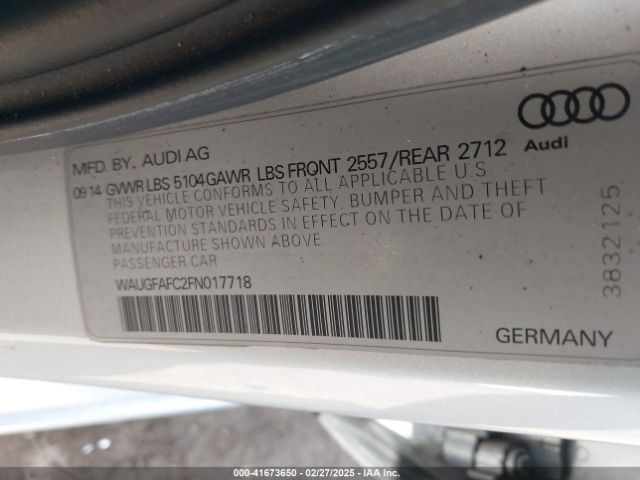 MFD. BY. AUDI AG
Audi
09 14 GVWR LBS 5104 GAWR LBS FRONT 2557/REAR 2712
THIS VEHICLE CONFORMS TO ALL APPLICABLE U.S.
FEDERAL MOTOR VEHICLE SAFETY, BUMPER AND THEFT
PREVENTION STANDARDS IN EFFECT ON THE DATE OF
MANUFACTURE SHOWN ABOVE
PASSENGER CAR
WAUGFAFC2FN017718
3832125
GERMANY
000-41673650 - 02/27/2025 - IAA Inc.